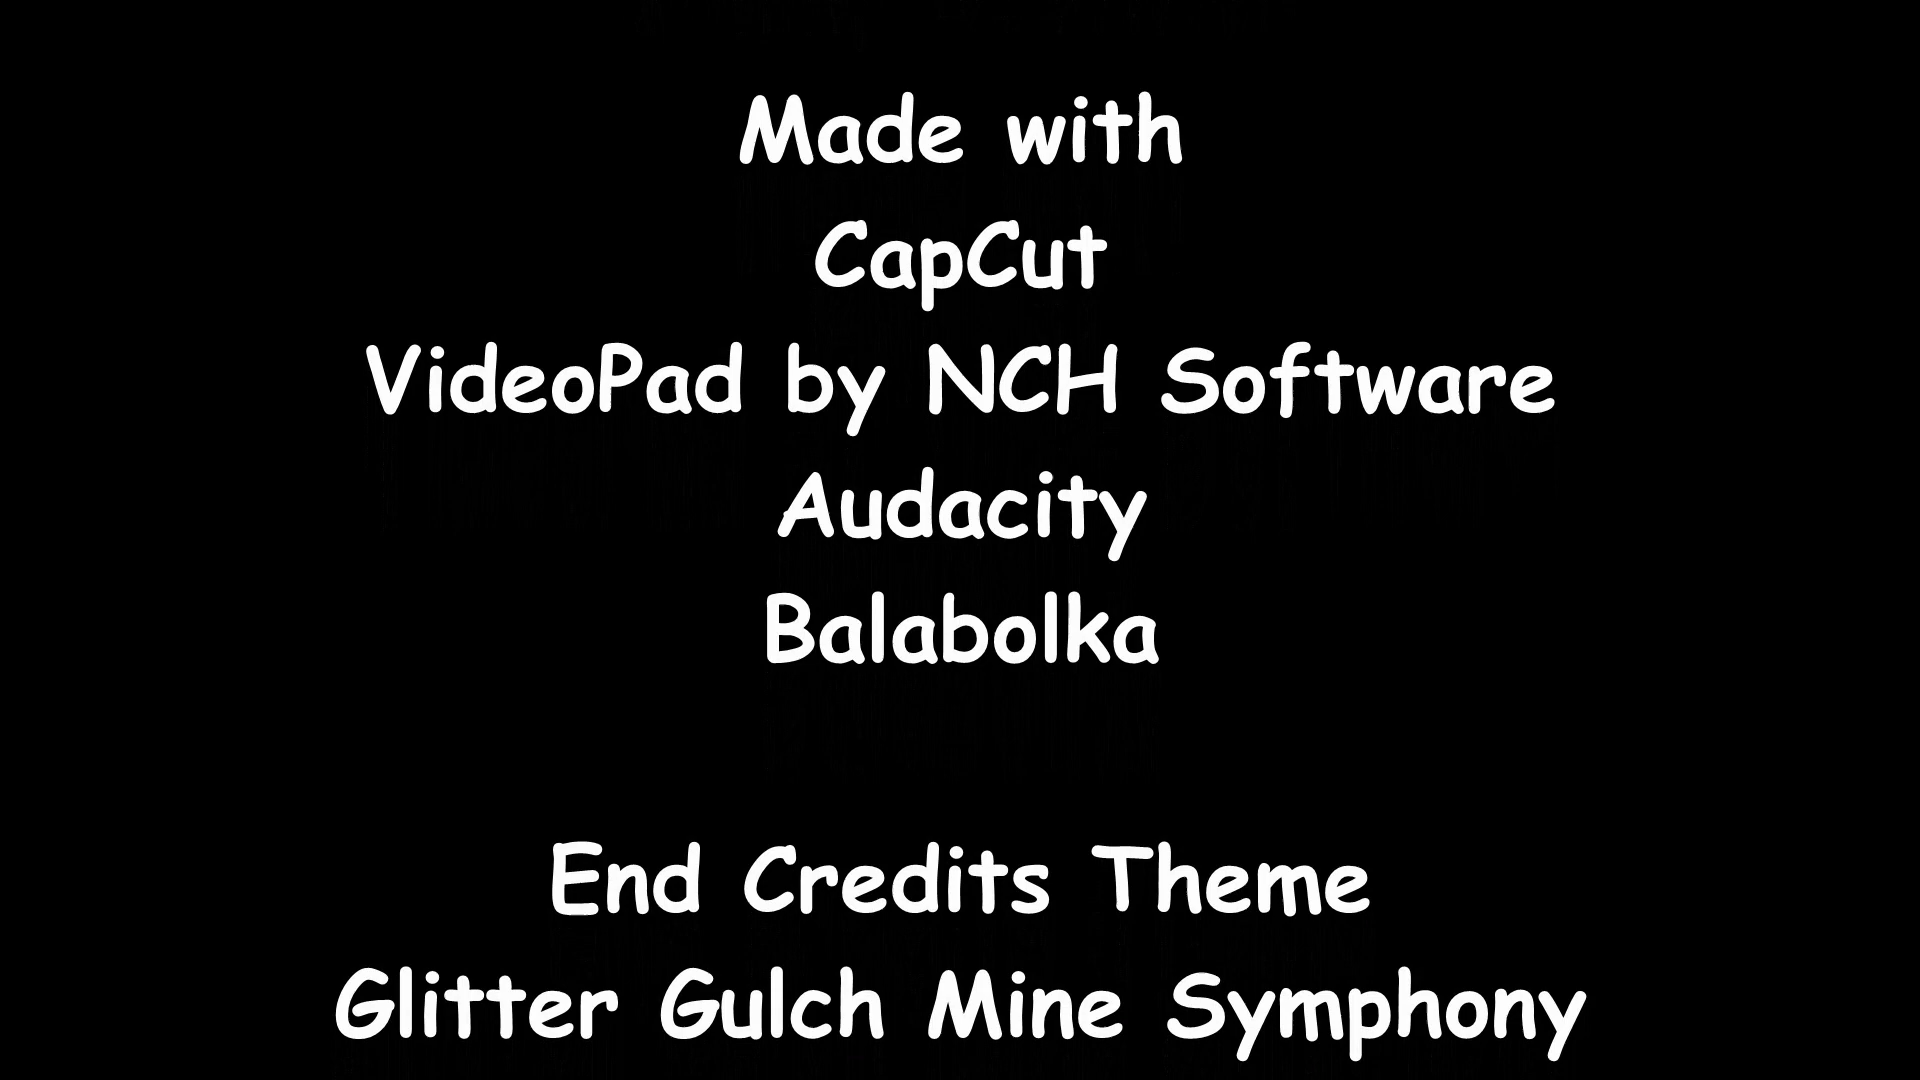 Made with
CapCut
VideoPad by NCH Software
Audacity
Balabolka
End Credits Theme
Glitter Gulch Mine Symphony